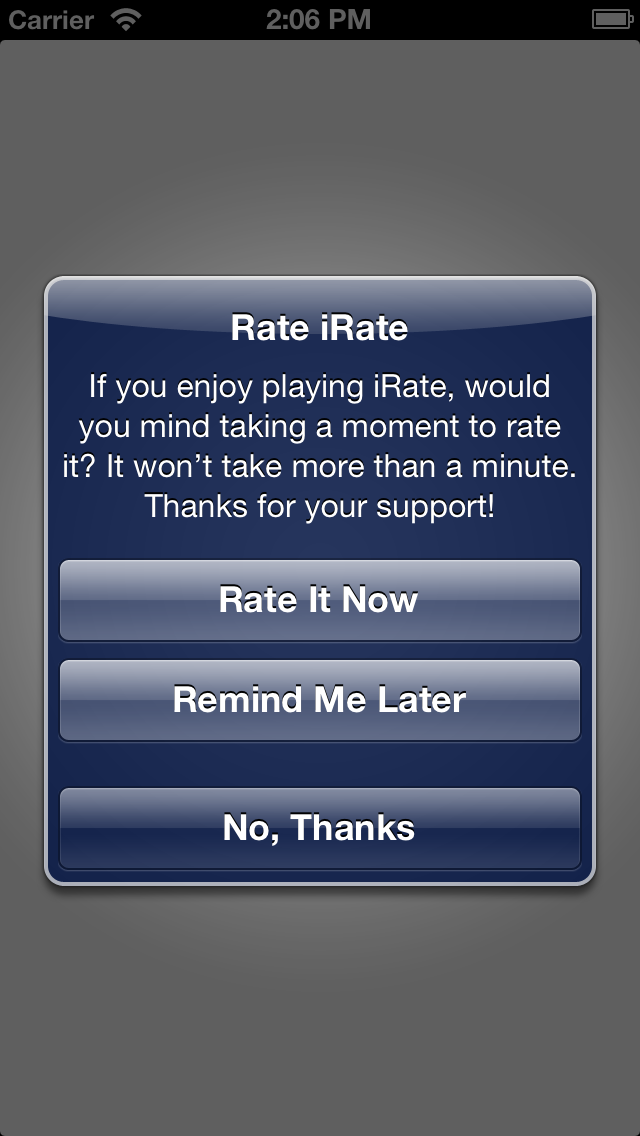 Carrier 2:06 PM
Rate iRate
If you enjoy playing iRate, would
you mind taking a moment to rate
it? It won’t take more than a minute.
Thanks for your support!
Rate It Now
Remind Me Later
No, Thanks